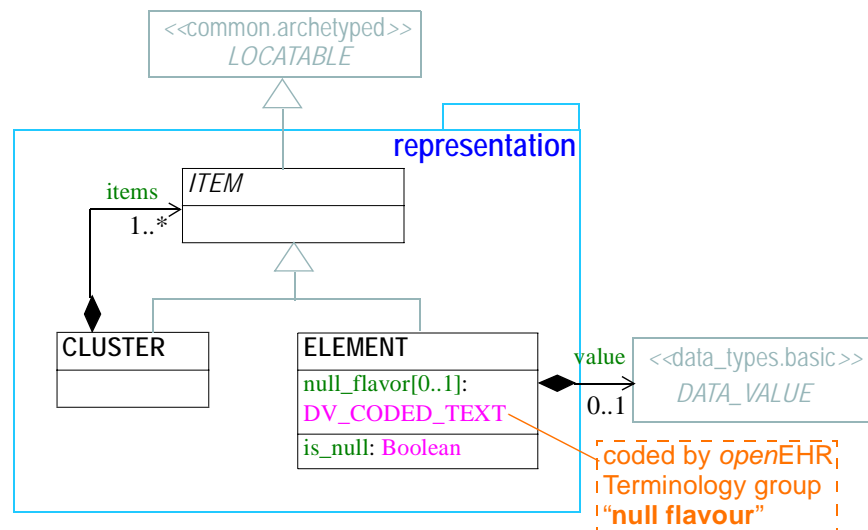 <<common.archetyped>>
LOCATABLE
representation
ITEM
items
1..*
CLUSTER
ELEMENT
null_flavor[0..1]:
DV_CODED_TEXT
is_null: Boolean
value
0..1
<<data_types.basic>>
DATA_VALUE
coded by openEHR
Terminology group
“null flavour”